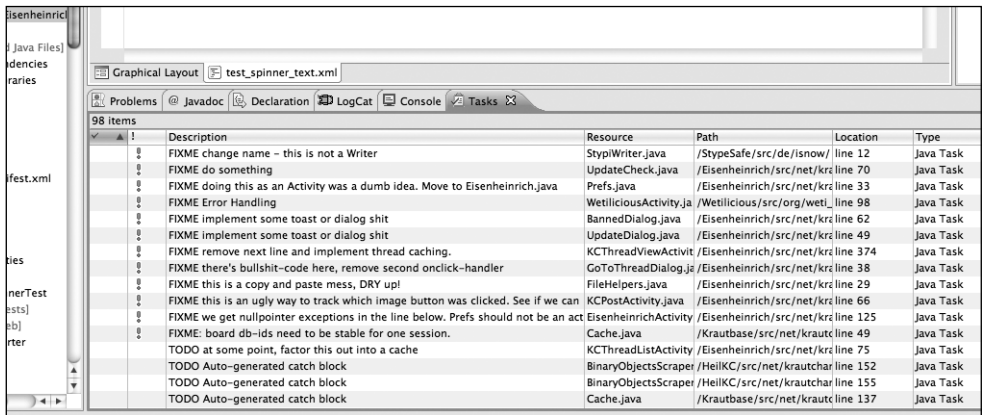 Eisenheinricl
d Java Files]
dencies
raries
ifest.xml
ties
nerTest
ests]
eb]
rter
Graphical Layout test_spinner_text.xml
Problems @ Javadoc Declaration LogCat Console Tasks
98 items
! Description Resource Path Location Type
FIXME change name - this is not a Writer StypiWriter.java /StypeSafe/src/de/isnow/ line 12 Java Task
FIXME do something UpdateCheck.java /Eisenheinrich/src/net/kra line 70 Java Task
FIXME doing this as an Activity was a dumb idea. Move to Eisenheinrich.java Prefs.java /Eisenheinrich/src/net/kra line 33 Java Task
FIXME Error Handling WetiliciousActivity.ja /Wetilicious/src/org/weti_ line 98 Java Task
FIXME implement some toast or dialog shit BannedDialog.java /Eisenheinrich/src/net/kra line 62 Java Task
FIXME implement some toast or dialog shit UpdateDialog.java /Eisenheinrich/src/net/kra line 49 Java Task
FIXME remove next line and implement thread caching. KCThreadViewActivit /Eisenheinrich/src/net/kra line 374 Java Task
FIXME there's bullshit-code here, remove second onclick-handler GoToThreadDialog.ja /Eisenheinrich/src/net/kra line 38 Java Task
FIXME this is a copy and paste mess, DRY up! FileHelpers.java /Eisenheinrich/src/net/kra line 29 Java Task
FIXME this is an ugly way to track which image button was clicked. See if we can KCPostActivity.java /Eisenheinrich/src/net/kra line 66 Java Task
FIXME we get nullpointer exceptions in the line below. Prefs should not be an act EisenheinrichActivity /Eisenheinrich/src/net/kra line 125 Java Task
FIXME: board db-ids need to be stable for one session. Cache.java /Krautbase/src/net/krautc line 49 Java Task
TODO at some point, factor this out into a cache KCThreadListActivity /Eisenheinrich/src/net/kra line 75 Java Task
TODO Auto-generated catch block BinaryObjectsScraper /HeilKC/src/net/krautchar line 152 Java Task
TODO Auto-generated catch block BinaryObjectsScraper /HeilKC/src/net/krautchar line 155 Java Task
TODO Auto-generated catch block Cache.java /Krautbase/src/net/krautc line 137 Java Task